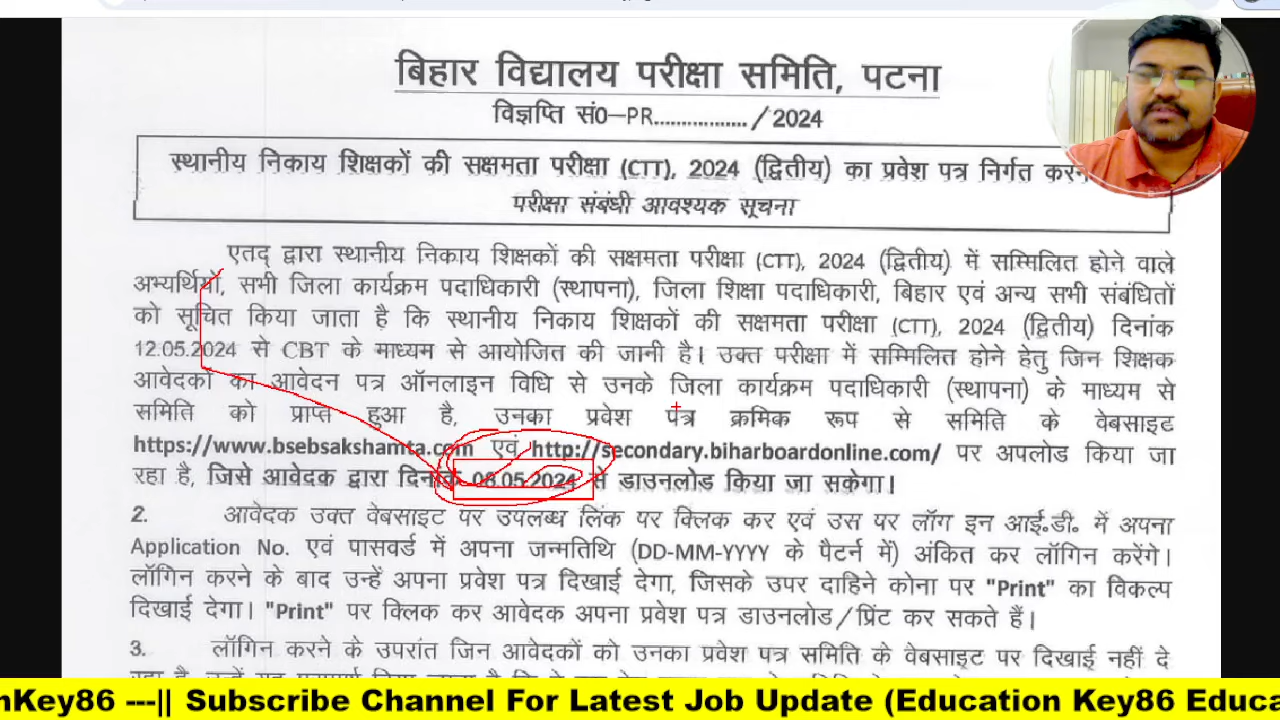 बिहार विद्यालय परीक्षा समिति, पटना
विज्ञप्ति सं0-PR................. / 2024
स्थानीय निकाय शिक्षकों की सक्षमता परीक्षा (CTT), 2024 (द्वितीय) का प्रवेश पत्र निर्गत
परीक्षा संबंधी आवश्यक सूचना
एतद् द्वारा स्थानीय निकाय शिक्षकों की सक्षमता परीक्षा (CTT), 2024 (द्वितीय) में सम्मिलित होने वाले
अभ्यर्थियों, सभी जिला कार्यक्रम पदाधिकारी (स्थापना), जिला शिक्षा पदाधिकारी, बिहार एवं अन्य सभी संबंधितों
को सूचित किया जाता है कि स्थानीय निकाय शिक्षकों की सक्षमता परीक्षा (CTT), 2024 (द्वितीय) दिनांक
12.05.2024 से CBT के माध्यम से आयोजित की जानी है। उक्त परीक्षा में सम्मिलित होने हेतु जिन शिक्षक
आवेदकों का आवेदन पत्र ऑनलाइन विधि से उनके जिला कार्यक्रम पदाधिकारी (स्थापना) के माध्यम से
समिति को प्राप्त हुआ है, उनका प्रवेश पत्र क्रमिक रूप से समिति के वेबसाइट
https://www.bsebsakshamta.com एवं http://secondary.biharboardonline.com/ पर अपलोड किया जा
रहा है, जिसे आवेदक द्वारा दिनांक 06.05.2024 से डाउनलोड किया जा सकेगा।
2. आवेदक उक्त वेबसाइट पर उपलब्ध लिंक पर क्लिक कर एवं उस पर लॉग इन आई.डी. में अपना
Application No. एवं पासवर्ड में अपना जन्मतिथि (DD-MM-YYYY के पैटर्न में) अंकित कर लॉगिन करेंगे।
लॉगिन करने के बाद उन्हें अपना प्रवेश पत्र दिखाई देगा, जिसके उपर दाहिने कोना पर "Print" का विकल्प
दिखाई देगा। "Print" पर क्लिक कर आवेदक अपना प्रवेश पत्र डाउनलोड/प्रिंट कर सकते हैं।
3. लॉगिन करने के उपरांत जिन आवेदकों को उनका प्रवेश पत्र समिति के वेबसाइट पर दिखाई नहीं दे
nKey86 ---|| Subscribe Channel For Latest Job Update (Education Key86 Educa